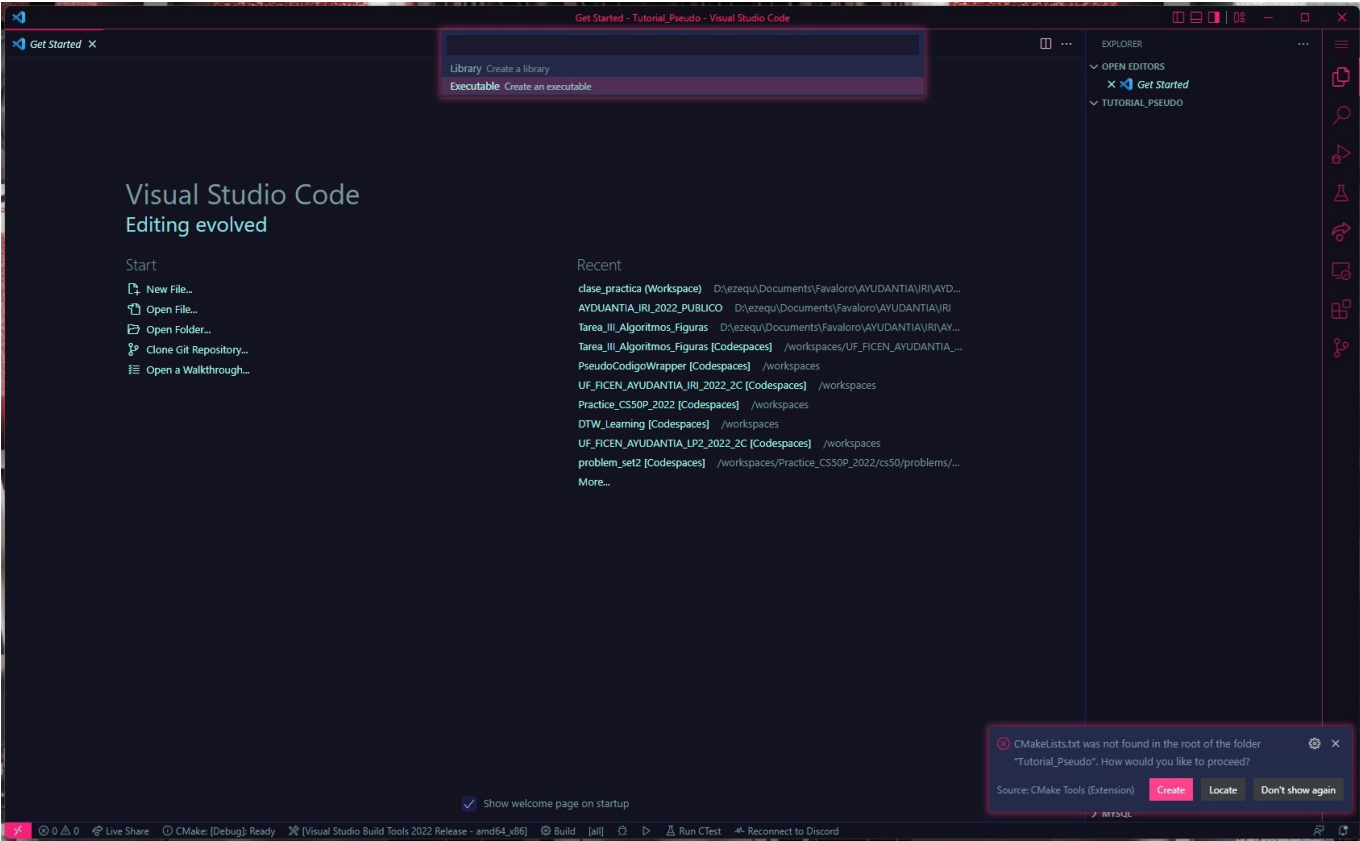 Get Started - Tutorial_Pseudo - Visual Studio Code
Get Started
Library Create a library
Executable Create an executable
EXPLORER
OPEN EDITORS
Get Started
TUTORIAL_PSEUDO
Visual Studio Code
Editing evolved
Start
New File...
Open File...
Open Folder...
Clone Git Repository...
Open a Walkthrough...
Recent
clase_practica (Workspace) D:\ezequ\Documents\Favaloro\AYUDANTIA\IRI\AYD...
AYDUANTIA_IRI_2022_PUBLICO D:\ezequ\Documents\Favaloro\AYUDANTIA\IRI
Tarea_III_Algoritmos_Figuras D:\ezequ\Documents\Favaloro\AYUDANTIA\IRI\AY...
Tarea_III_Algoritmos_Figuras [Codespaces] /workspaces/UF_FICEN_AYUDANTIA_...
PseudoCodigoWrapper [Codespaces] /workspaces
UF_FICEN_AYUDANTIA_IRI_2022_2C [Codespaces] /workspaces
Practice_CS50P_2022 [Codespaces] /workspaces
DTW_Learning [Codespaces] /workspaces
UF_FICEN_AYUDANTIA_LP2_2022_2C [Codespaces] /workspaces
problem_set2 [Codespaces] /workspaces/Practice_CS50P_2022/cs50/problems/...
More...
CMakeLists.txt was not found in the root of the folder
"Tutorial_Pseudo". How would you like to proceed?
Source: CMake Tools (Extension) Create Locate Don't show again
Show welcome page on startup
MYSQL
0 0 Live Share CMake: [Debug]: Ready [Visual Studio Build Tools 2022 Release - amd64_x86] Build [all] Run CTest Reconnect to Discord